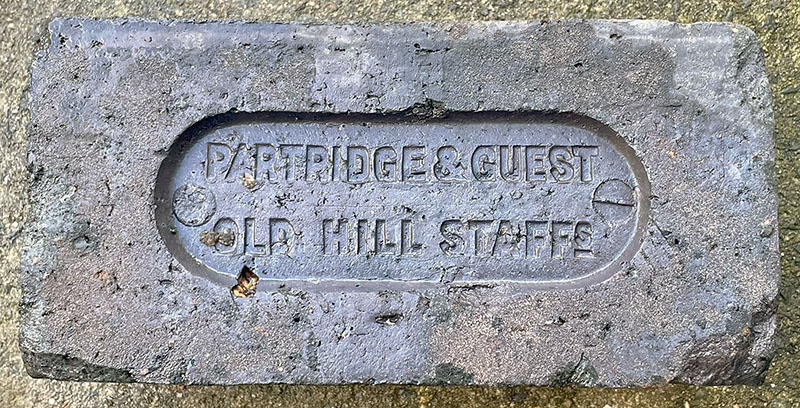 PARTRIDGE & GUEST
OLD HILL STAFFS